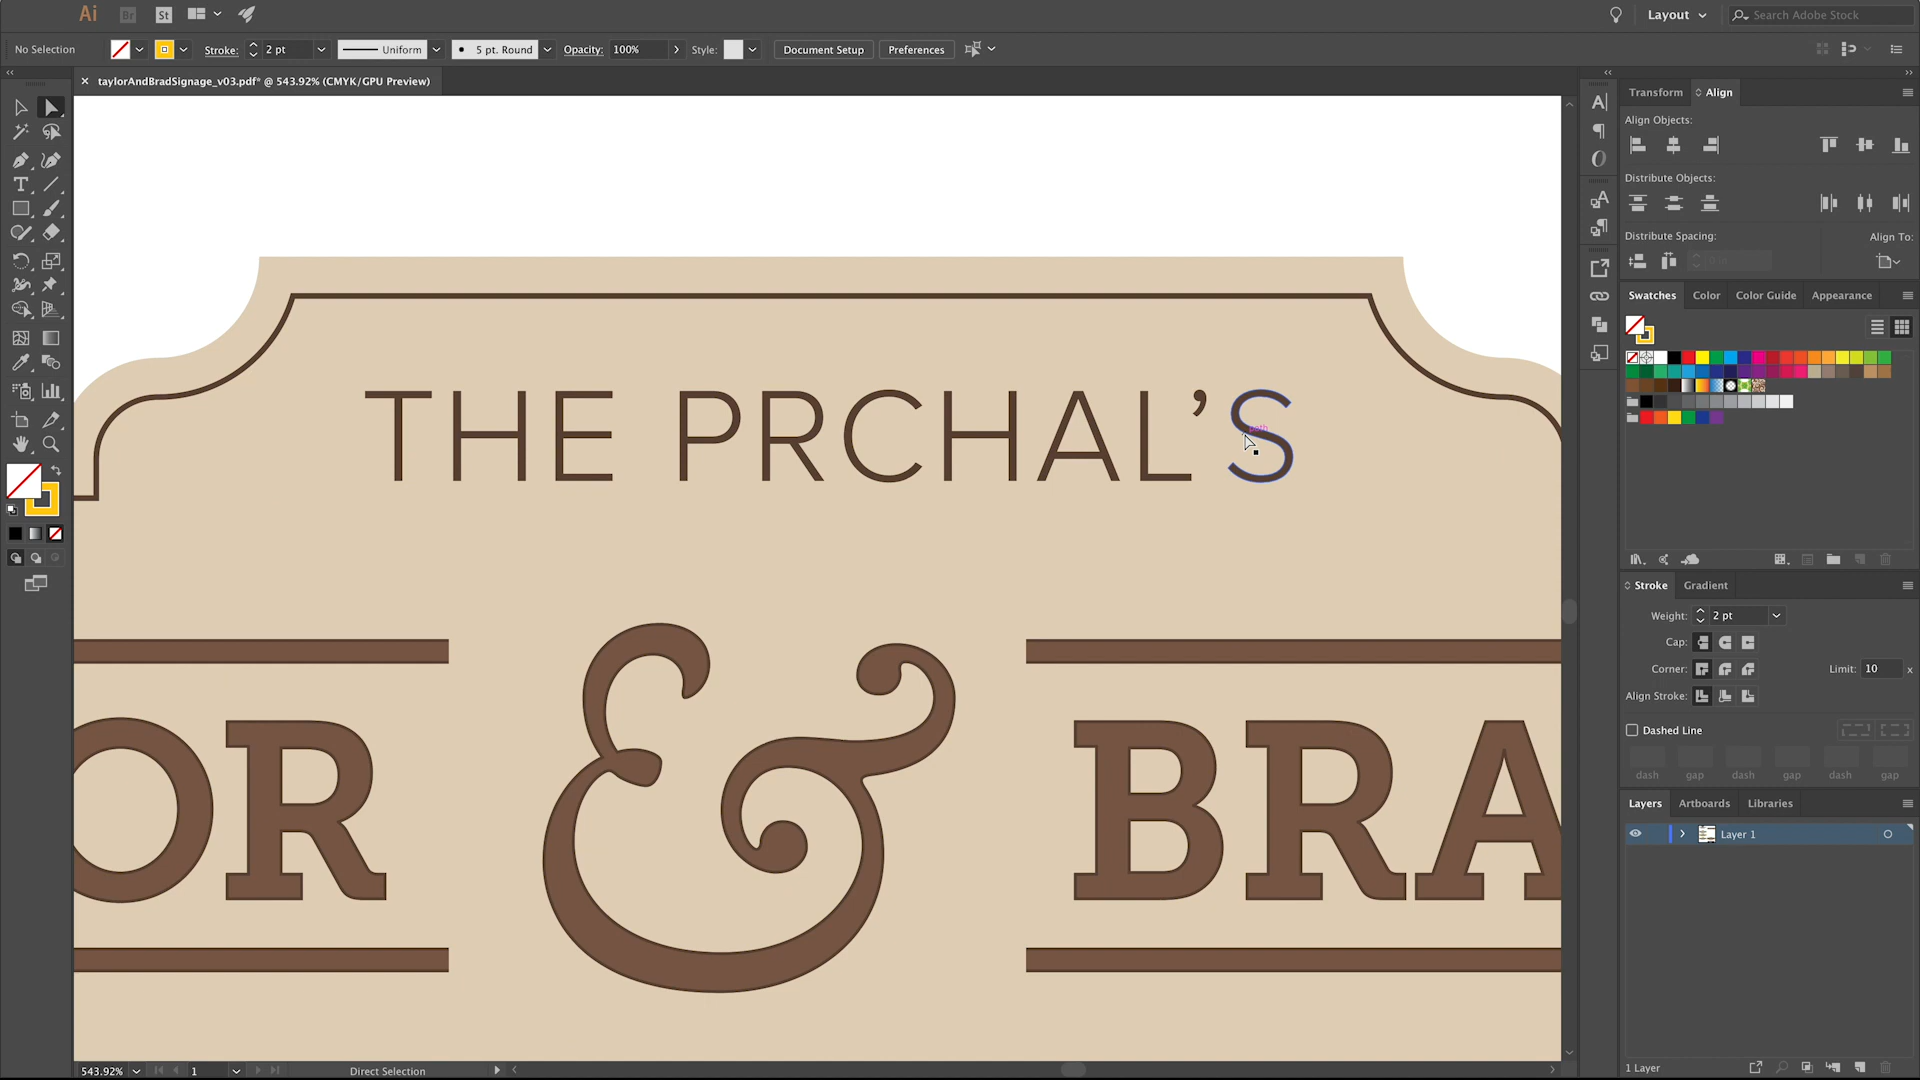 Ai Br St Layout Search Adobe Stock
No Selection Stroke: 2 pt Uniform 5 pt. Round Opacity: 100% Style: Document Setup Preferences
× taylorAndBradSignage_v03.pdf* @ 543.92% (CMYK/GPU Preview)
Transform Align
Align Objects:
Distribute Objects:
Distribute Spacing: Align To:
Swatches Color Color Guide Appearance
THE PRCHAL’S
path
OR & BRA
Stroke Gradient
Weight: 2 pt
Cap:
Corner: Limit: 10 x
Align Stroke:
Dashed Line
dash gap dash gap dash gap
Layers Artboards Libraries
Layer 1
543.92% 1 Direct Selection
1 Layer